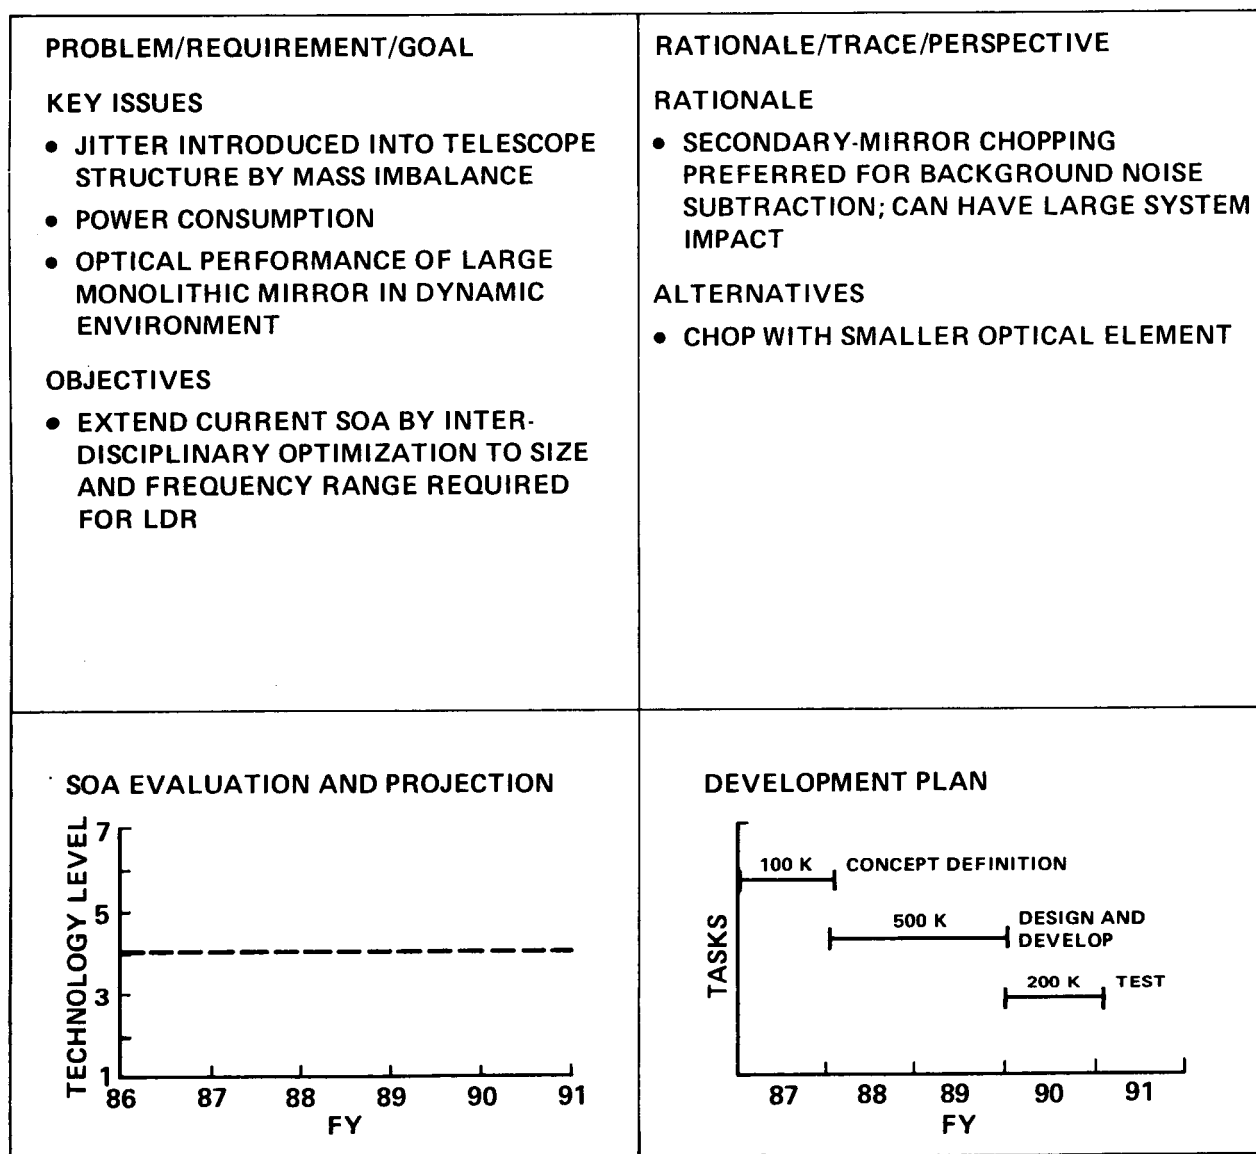 PROBLEM/REQUIREMENT/GOAL
KEY ISSUES
• JITTER INTRODUCED INTO TELESCOPE
STRUCTURE BY MASS IMBALANCE
• POWER CONSUMPTION
• OPTICAL PERFORMANCE OF LARGE
MONOLITHIC MIRROR IN DYNAMIC
ENVIRONMENT
OBJECTIVES
• EXTEND CURRENT SOA BY INTER-
DISCIPLINARY OPTIMIZATION TO SIZE
AND FREQUENCY RANGE REQUIRED
FOR LDR
RATIONALE/TRACE/PERSPECTIVE
RATIONALE
• SECONDARY-MIRROR CHOPPING
PREFERRED FOR BACKGROUND NOISE
SUBTRACTION; CAN HAVE LARGE SYSTEM
IMPACT
ALTERNATIVES
• CHOP WITH SMALLER OPTICAL ELEMENT
SOA EVALUATION AND PROJECTION
TECHNOLOGY LEVEL
7
5
3
1
86 87 88 89 90 91
FY
DEVELOPMENT PLAN
TASKS
100 K CONCEPT DEFINITION
500 K DESIGN AND
DEVELOP
200 K TEST
87 88 89 90 91
FY